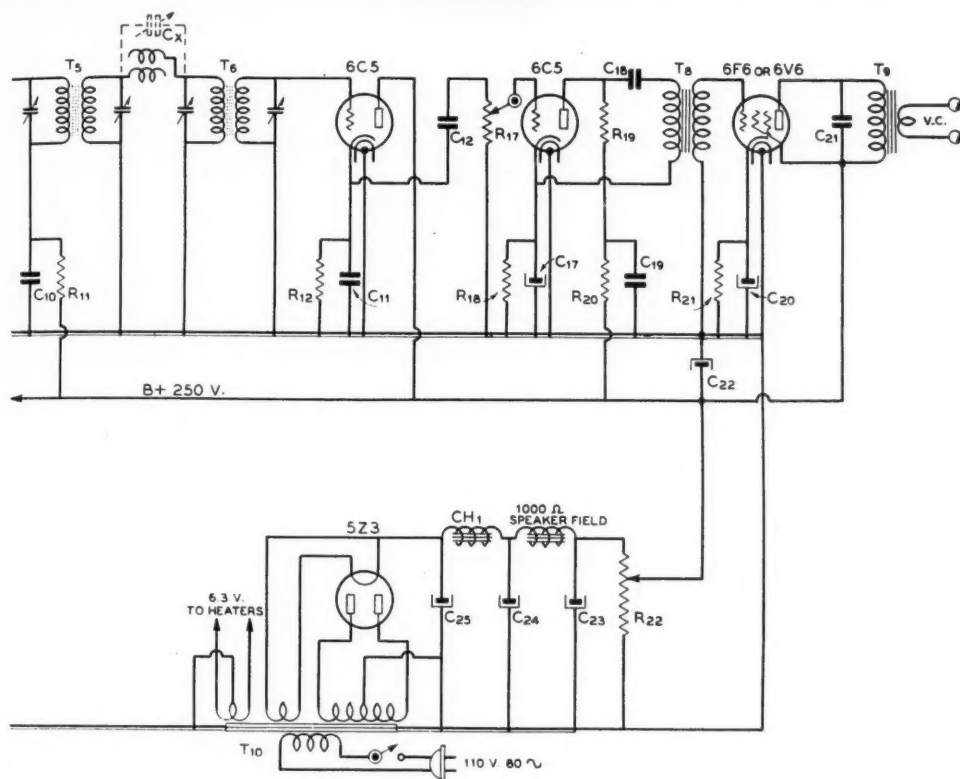 Cx
T5
T6
6C5
C12
R17
6C5
C18
R19
T8
6F6 OR 6V6
C21
T9
V.C.
C10
R11
R12
C11
R18
C17
R20
C19
R21
C20
C22
B+ 250 V.
1000 Ω
SPEAKER FIELD
CH1
5Z3
6.3 V.
TO HEATERS
C25
C24
C23
R22
T10
110 V. 80 ~